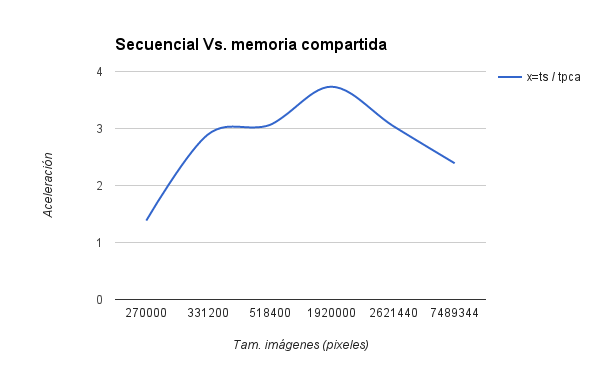 Secuencial Vs. memoria compartida
x=ts / tpca
4
3
2
1
0
Aceleración
270000 331200 518400 1920000 2621440 7489344
Tam. imágenes (pixeles)